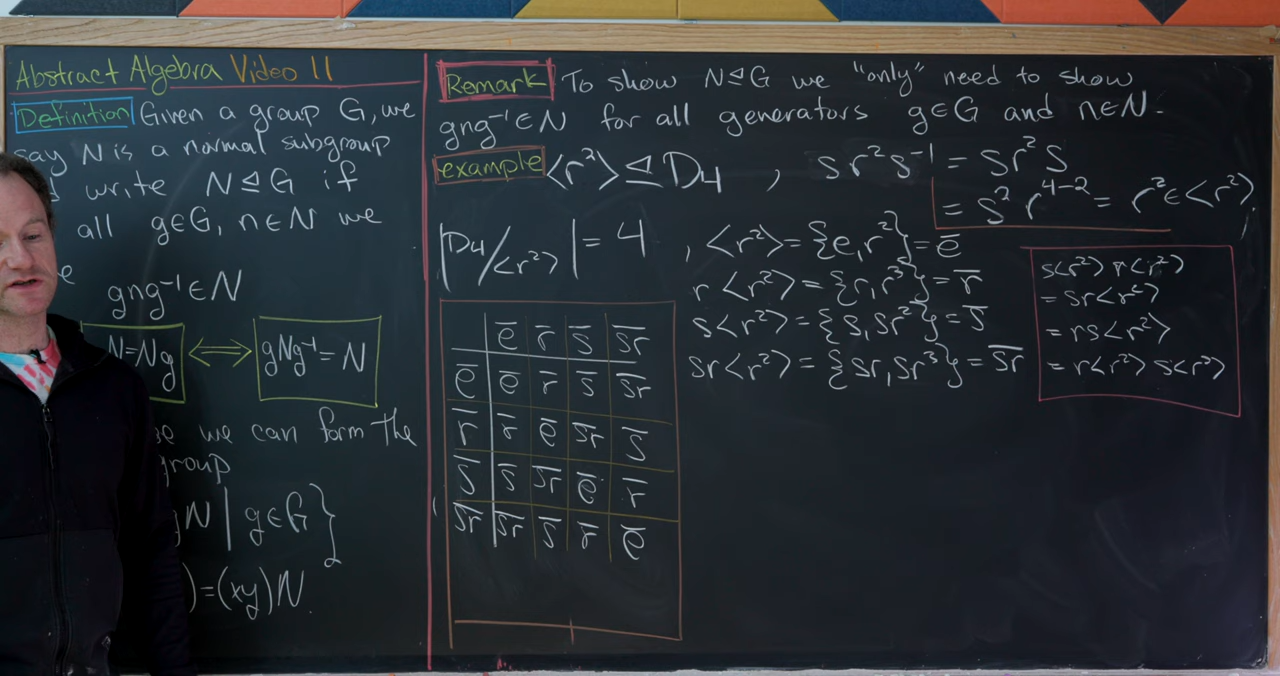 Abstract Algebra Video 11
Definition Given a group G, we
say N is a normal subgroup
write N⊴G if
all g∈G, n∈N we
gng⁻¹∈N
N=Ng ⟺ gNg⁻¹=N
we can form the
group
N | g∈G}
)=(xy)N.
Remark To show N⊴G we "only" need to show
gng⁻¹∈N for all generators g∈G and n∈N.
example <r²>⊴D₄, sr²s⁻¹ = sr²s
= s²r⁴⁻² = r²∈<r²>
|D₄/<r²>| = 4, <r²>={e,r²}=e̅
r<r²>={r,r³}=r̅
s<r²>={s,sr²}=s̅
sr<r²>={sr,sr³}=s̅r̅
e̅ r̅ s̅ s̅r̅
e̅ e̅ r̅ s̅ s̅r̅
r̅ r̅ e̅ s̅r̅ s̅
s̅ s̅ s̅r̅ e̅ r̅
s̅r̅ s̅r̅ s̅ r̅ e̅
s<r²> r<r²>
= sr<r²>
= rs<r²>
= r<r²> s<r²>